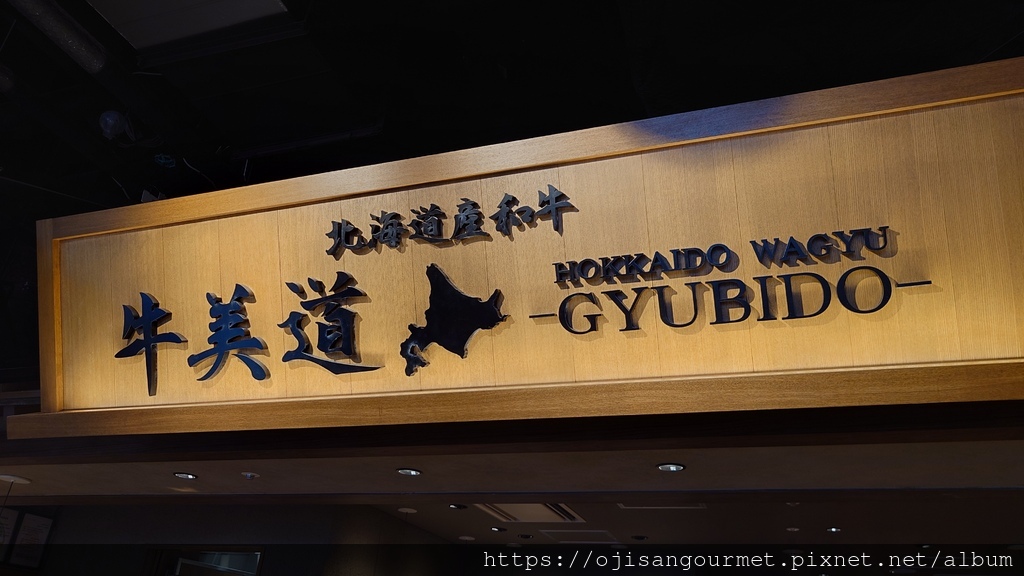 北海道産和牛
牛美道
HOKKAIDO WAGYU
-GYUBIDO-
https://ojisangourmet.pixnet.net/album